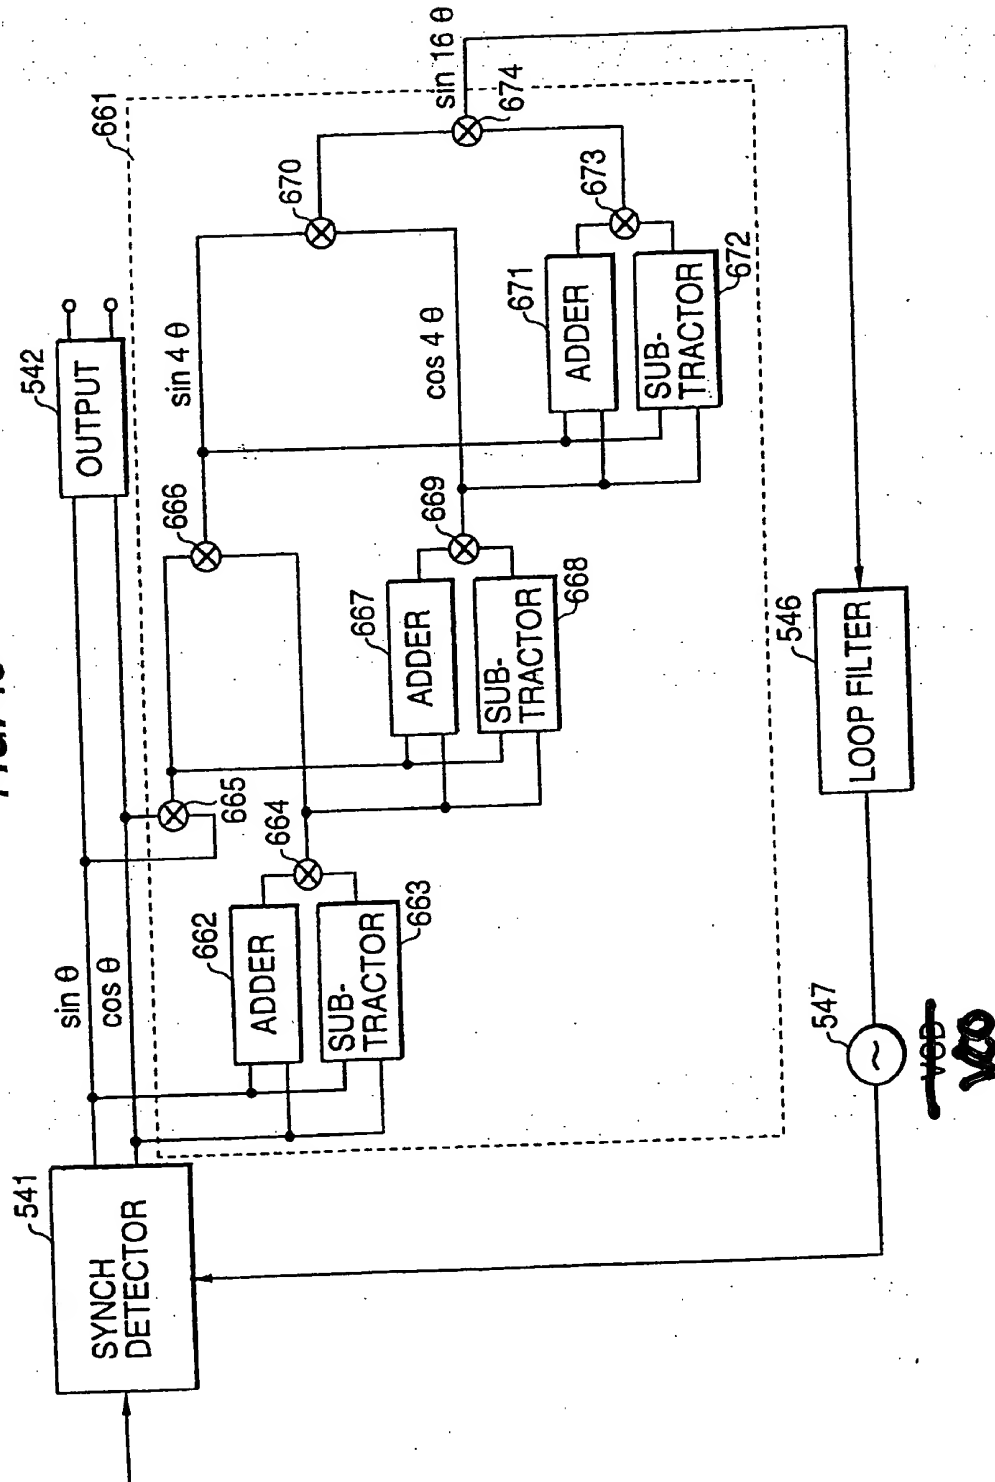 541
SYNCH
DETECTOR
sin θ
cos θ
542
OUTPUT
661
662
ADDER
663
SUB-
TRACTOR
664
665
666
667
ADDER
668
SUB-
TRACTOR
669
sin 4 θ
cos 4 θ
670
671
ADDER
672
SUB-
TRACTOR
673
674
sin 16 θ
546
LOOP FILTER
547
VCO